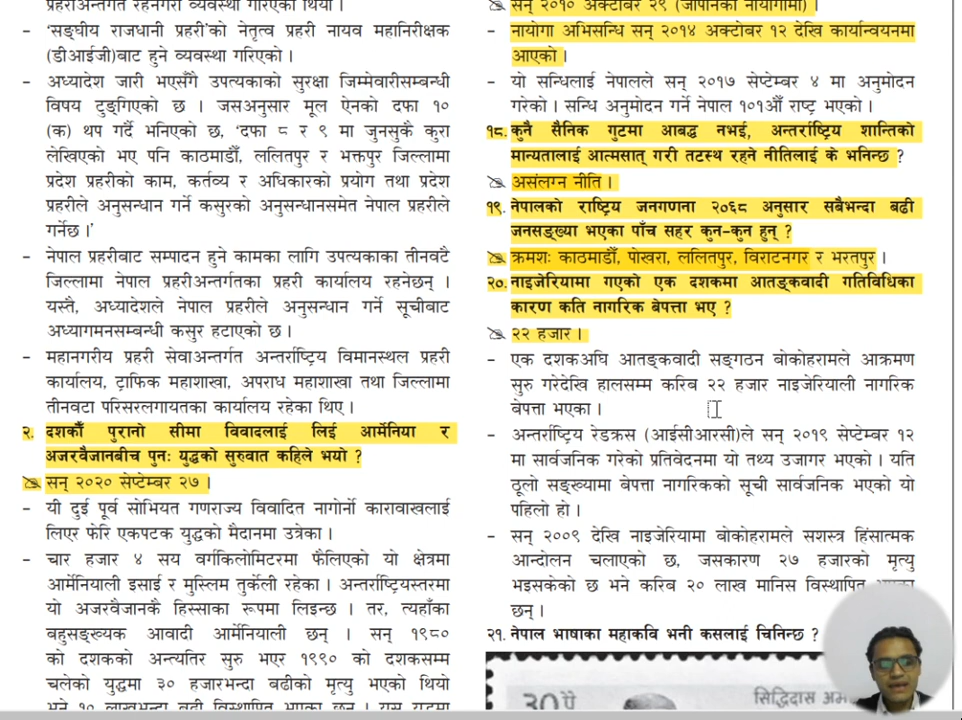 प्रहरीअन्तर्गत रहनेगरी व्यवस्था गरिएको थियो ।
– ‘सङ्घीय राजधानी प्रहरी’को नेतृत्व प्रहरी नायव महानिरीक्षक
(डीआईजी)बाट हुने व्यवस्था गरिएको ।
– अध्यादेश जारी भएसँगै उपत्यकाको सुरक्षा जिम्मेवारीसम्बन्धी
विषय टुङ्गिएको छ । जसअनुसार मूल ऐनको दफा १०
(क) थप गर्दै भनिएको छ, ‘दफा ८ र ९ मा जुनसुकै कुरा
लेखिएको भए पनि काठमाडौँ, ललितपुर र भक्तपुर जिल्लामा
प्रदेश प्रहरीको काम, कर्तव्य र अधिकारको प्रयोग तथा प्रदेश
प्रहरीले अनुसन्धान गर्ने कसुरको अनुसन्धानसमेत नेपाल प्रहरीले
गर्नेछ ।’
– नेपाल प्रहरीबाट सम्पादन हुने कामका लागि उपत्यकाका तीनवटै
जिल्लामा नेपाल प्रहरीअन्तर्गतका प्रहरी कार्यालय रहनेछन् ।
यस्तै, अध्यादेशले नेपाल प्रहरीले अनुसन्धान गर्ने सूचीबाट
अध्यागमनसम्बन्धी कसुर हटाएको छ ।
– महानगरीय प्रहरी सेवाअन्तर्गत अन्तर्राष्ट्रिय विमानस्थल प्रहरी
कार्यालय, ट्राफिक महाशाखा, अपराध महाशाखा तथा जिल्लामा
तीनवटा परिसरलगायतका कार्यालय रहेका थिए ।
२. दशकौँ पुरानो सीमा विवादलाई लिई आर्मेनिया र
अजरवैजानबीच पुनः युद्धको सुरुवात कहिले भयो ?
सन् २०२० सेप्टेम्बर २७ ।
– यी दुई पूर्व सोभियत गणराज्य विवादित नागोर्नो काराबाखलाई
लिएर फेरि एकपटक युद्धको मैदानमा उत्रेका ।
– चार हजार ४ सय वर्गकिलोमिटरमा फैलिएको यो क्षेत्रमा
आर्मेनियाली इसाई र मुस्लिम तुर्केली रहेका । अन्तर्राष्ट्रियस्तरमा
यो अजरवैजानकै हिस्साका रूपमा लिइन्छ । तर, त्यहाँका
बहुसङ्ख्यक आवादी आर्मेनियाली छन् । सन् १९८०
को दशकको अन्त्यतिर सुरु भएर १९९० को दशकसम्म
चलेको युद्धमा ३० हजारभन्दा वढीको मृत्यु भएको थियो
भने १० लाखभन्दा वढी विस्थापित भएका छन् । यस युद्धमा
सन् २०१० अक्टोबर २९ (जापानको नायोगामा) ।
– नायोगा अभिसन्धि सन् २०१४ अक्टोबर १२ देखि कार्यान्वयनमा
आएको ।
– यो सन्धिलाई नेपालले सन् २०१७ सेप्टेम्बर ४ मा अनुमोदन
गरेको । सन्धि अनुमोदन गर्ने नेपाल १०१औँ राष्ट्र भएको ।
१८. कुनै सैनिक गुटमा आबद्ध नभई, अन्तर्राष्ट्रिय शान्तिको
मान्यतालाई आत्मसात् गरी तटस्थ रहने नीतिलाई के भनिन्छ ?
असंलग्न नीति ।
१९. नेपालको राष्ट्रिय जनगणना २०६८ अनुसार सबैभन्दा बढी
जनसङ्ख्या भएका पाँच सहर कुन-कुन हुन् ?
क्रमशः काठमाडौँ, पोखरा, ललितपुर, विराटनगर र भरतपुर ।
२०. नाइजेरियामा गएको एक दशकमा आतङ्कवादी गतिविधिका
कारण कति नागरिक बेपत्ता भए ?
२२ हजार ।
– एक दशकअघि आतङ्कवादी सङ्गठन बोकोहरामले आक्रमण
सुरु गरेदेखि हालसम्म करिब २२ हजार नाइजेरियाली नागरिक
बेपत्ता भएका ।
– अन्तर्राष्ट्रिय रेडक्रस (आईसीआरसी)ले सन् २०१९ सेप्टेम्बर १२
मा सार्वजनिक गरेको प्रतिवेदनमा यो तथ्य उजागर भएको । यति
ठूलो सङ्ख्यामा बेपत्ता नागरिकको सूची सार्वजनिक भएको यो
पहिलो हो ।
– सन् २००९ देखि नाइजेरियामा बोकोहरामले सशस्त्र हिंसात्मक
आन्दोलन चलाएको छ, जसकारण २७ हजारको मृत्यु
भइसकेको छ भने करिब २० लाख मानिस विस्थापित भएका
छन् ।
२१. नेपाल भाषाका महाकवि भनी कसलाई चिनिन्छ ?
30 पै
सिद्धिदास